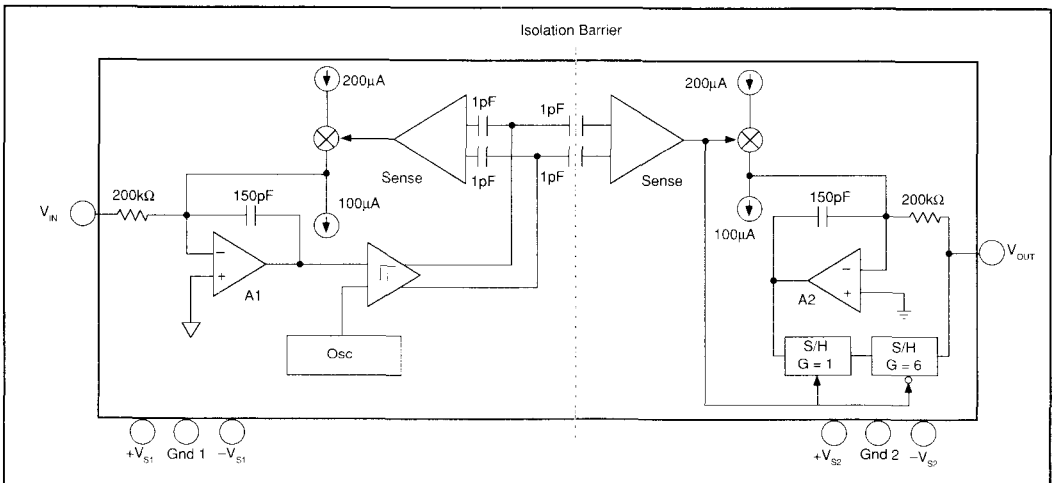 Isolation Barrier
200µA
200µA
1pF
1pF
1pF
1pF
Sense
Sense
200kΩ
150pF
100µA
V_IN
−
+
A1
Osc
100µA
150pF
200kΩ
V_OUT
−
+
A2
S/H
G = 1
S/H
G = 6
+V_S1
Gnd 1
−V_S1
+V_S2
Gnd 2
−V_S2